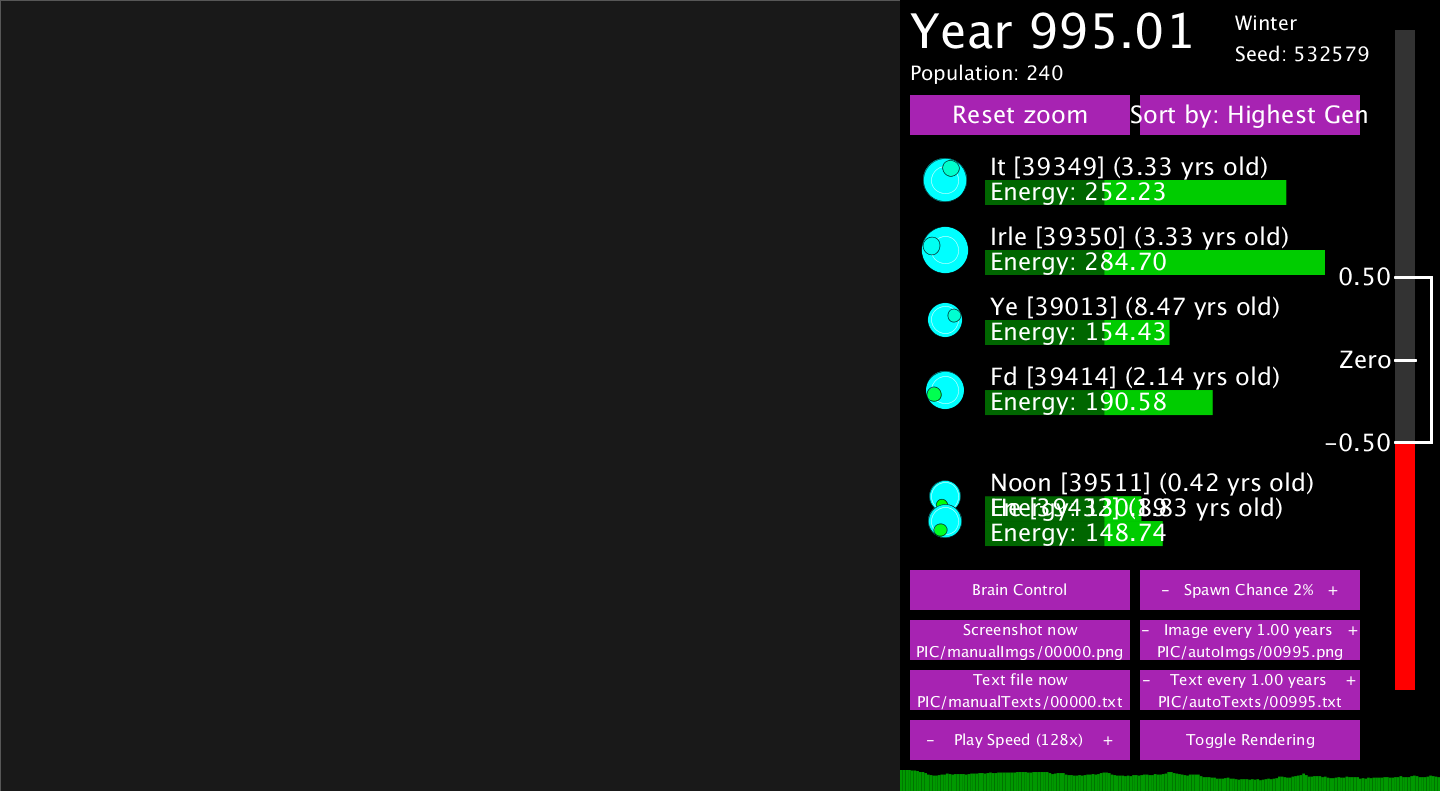 Year 995.01
Winter
Seed: 532579
Population: 240
Reset zoom
Sort by: Highest Gen
It [39349] (3.33 yrs old)
Energy: 252.23
Irle [39350] (3.33 yrs old)
Energy: 284.70
0.50
Ye [39013] (8.47 yrs old)
Energy: 154.43
Zero
Fd [39414] (2.14 yrs old)
Energy: 190.58
−0.50
Noon [39511] (0.42 yrs old)
Energy:
yrs old)
Energy: 148.74
Brain Control
- Spawn Chance 2% +
Screenshot now
PIC/manualImgs/00000.png
- Image every 1.00 years +
PIC/autoImgs/00995.png
Text file now
PIC/manualTexts/00000.txt
- Text every 1.00 years +
PIC/autoTexts/00995.txt
- Play Speed (128x) +
Toggle Rendering